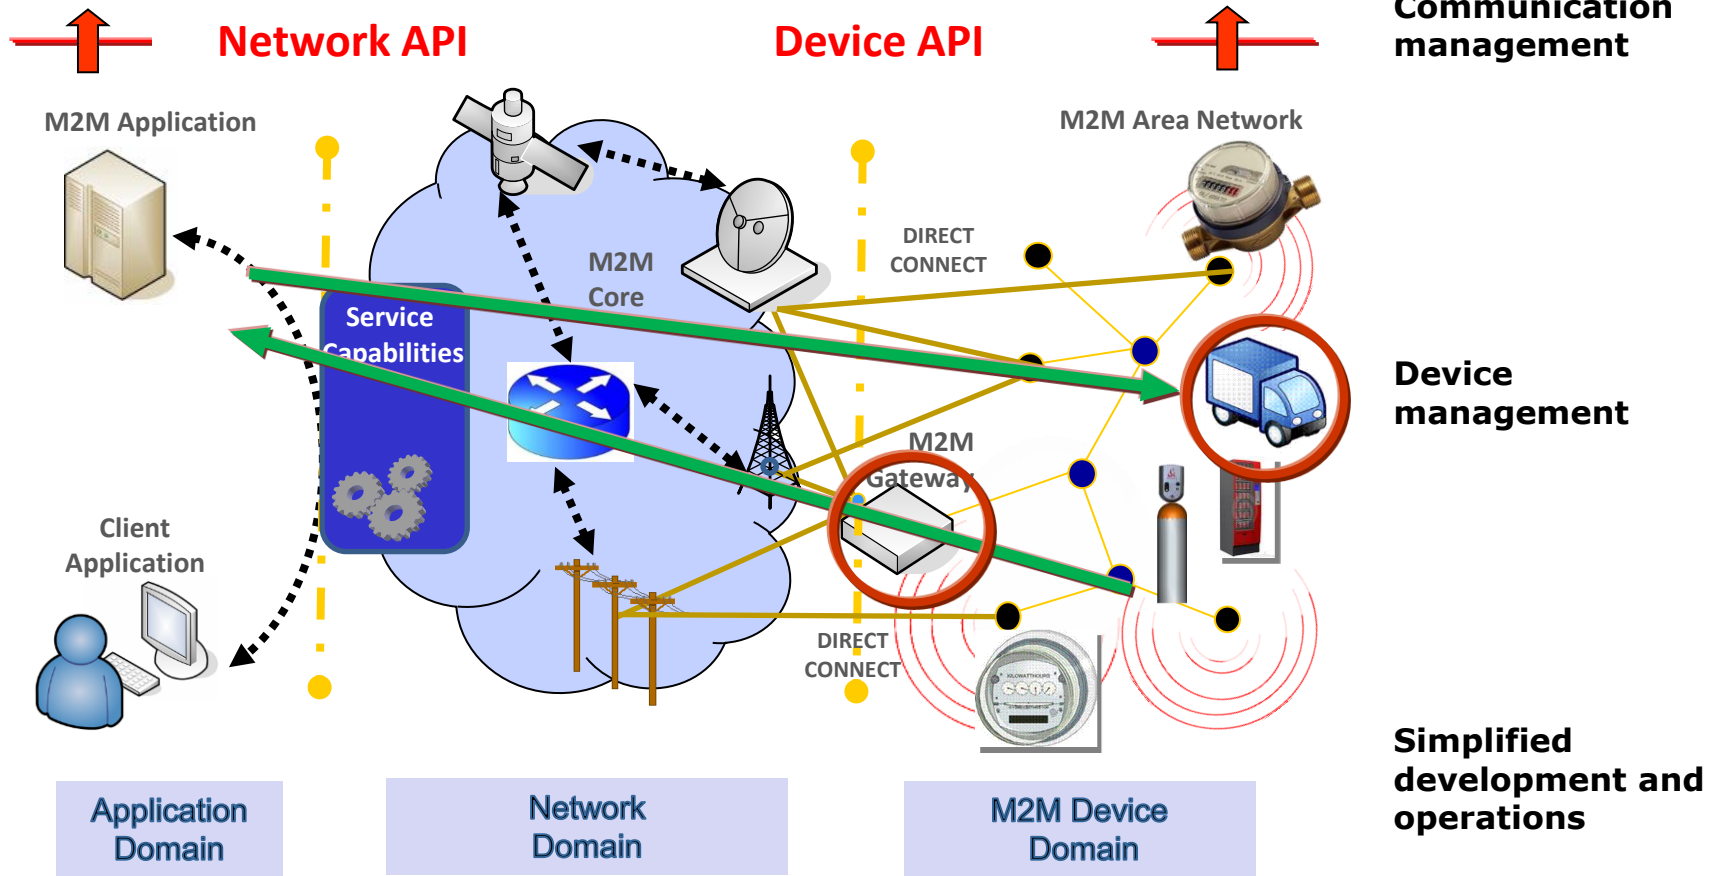 Communication
management
Network API
Device API
M2M Application
M2M Area Network
DIRECT
CONNECT
M2M
Core
Service
Capabilities
Device
management
M2M
Gateway
Client
Application
DIRECT
CONNECT
KILOWATTHOURS
Simplified
development and
operations
Application
Domain
Network
Domain
M2M Device
Domain